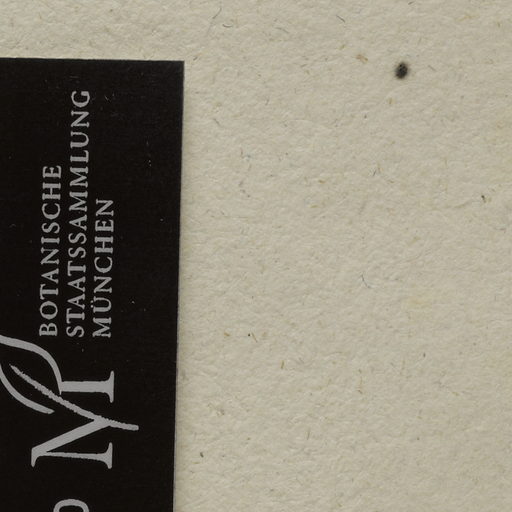 BOTANISCHE
STAATSSAMMLUNG
MÜNCHEN
M